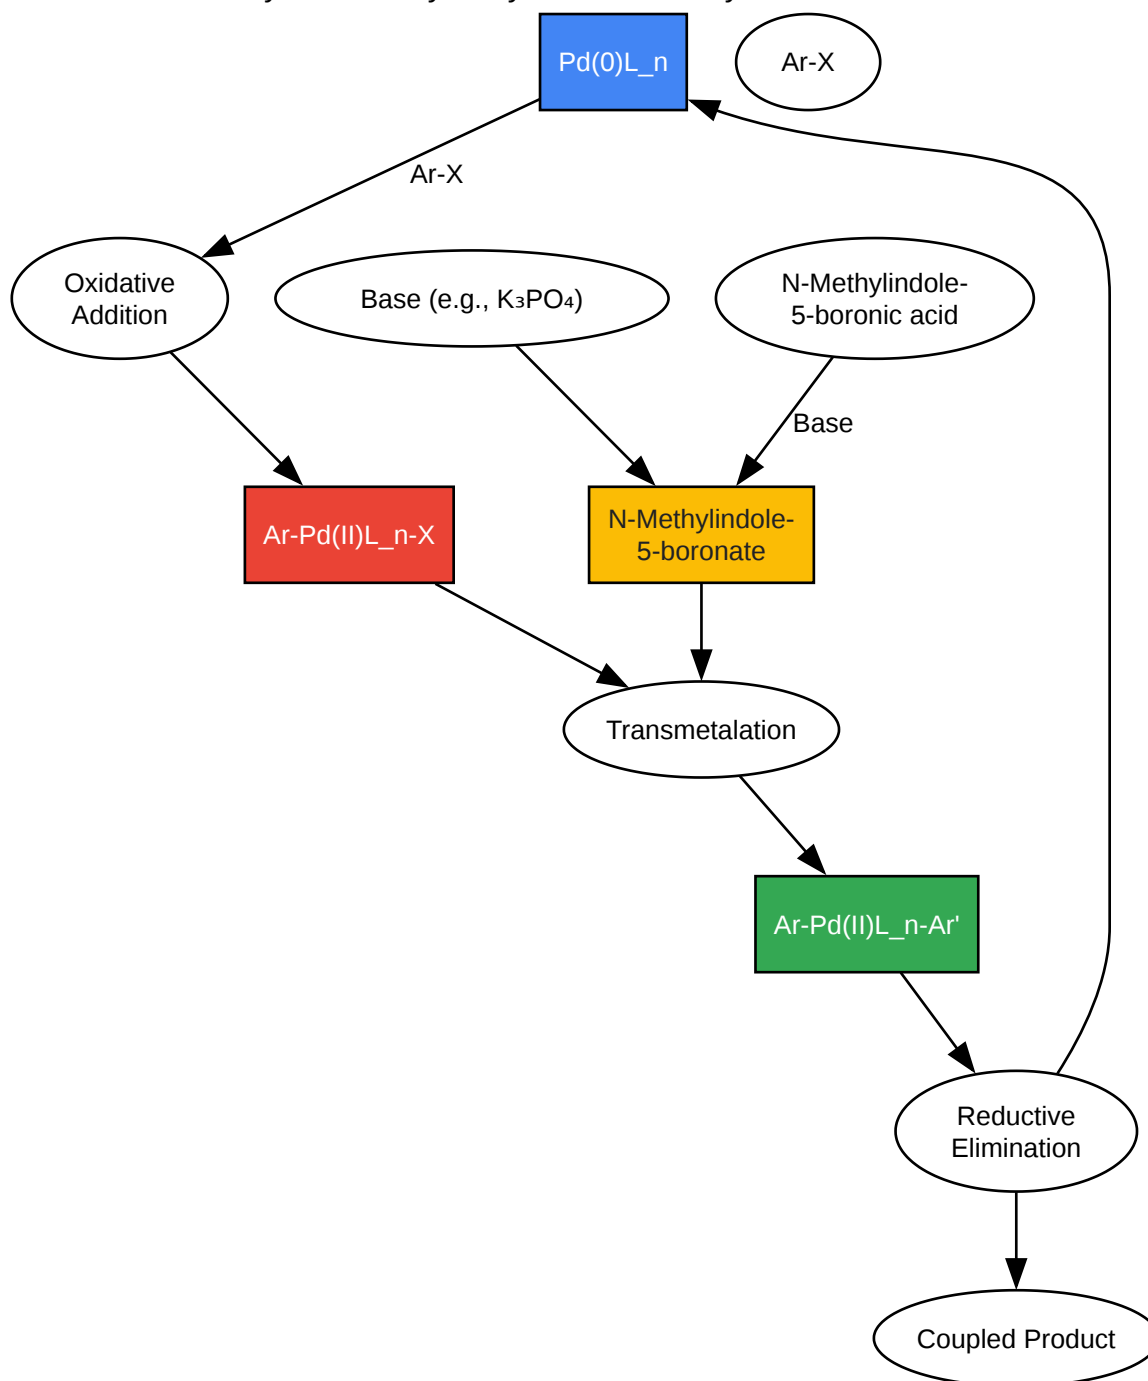 Pd(0)L_n
Ar-X
Ar-X
Oxidative
Addition
Base (e.g., K₃PO₄)
N-Methylindole-
5-boronic acid
Base
Ar-Pd(II)L_n-X
N-Methylindole-
5-boronate
Transmetalation
Ar-Pd(II)L_n-Ar'
Reductive
Elimination
Coupled Product